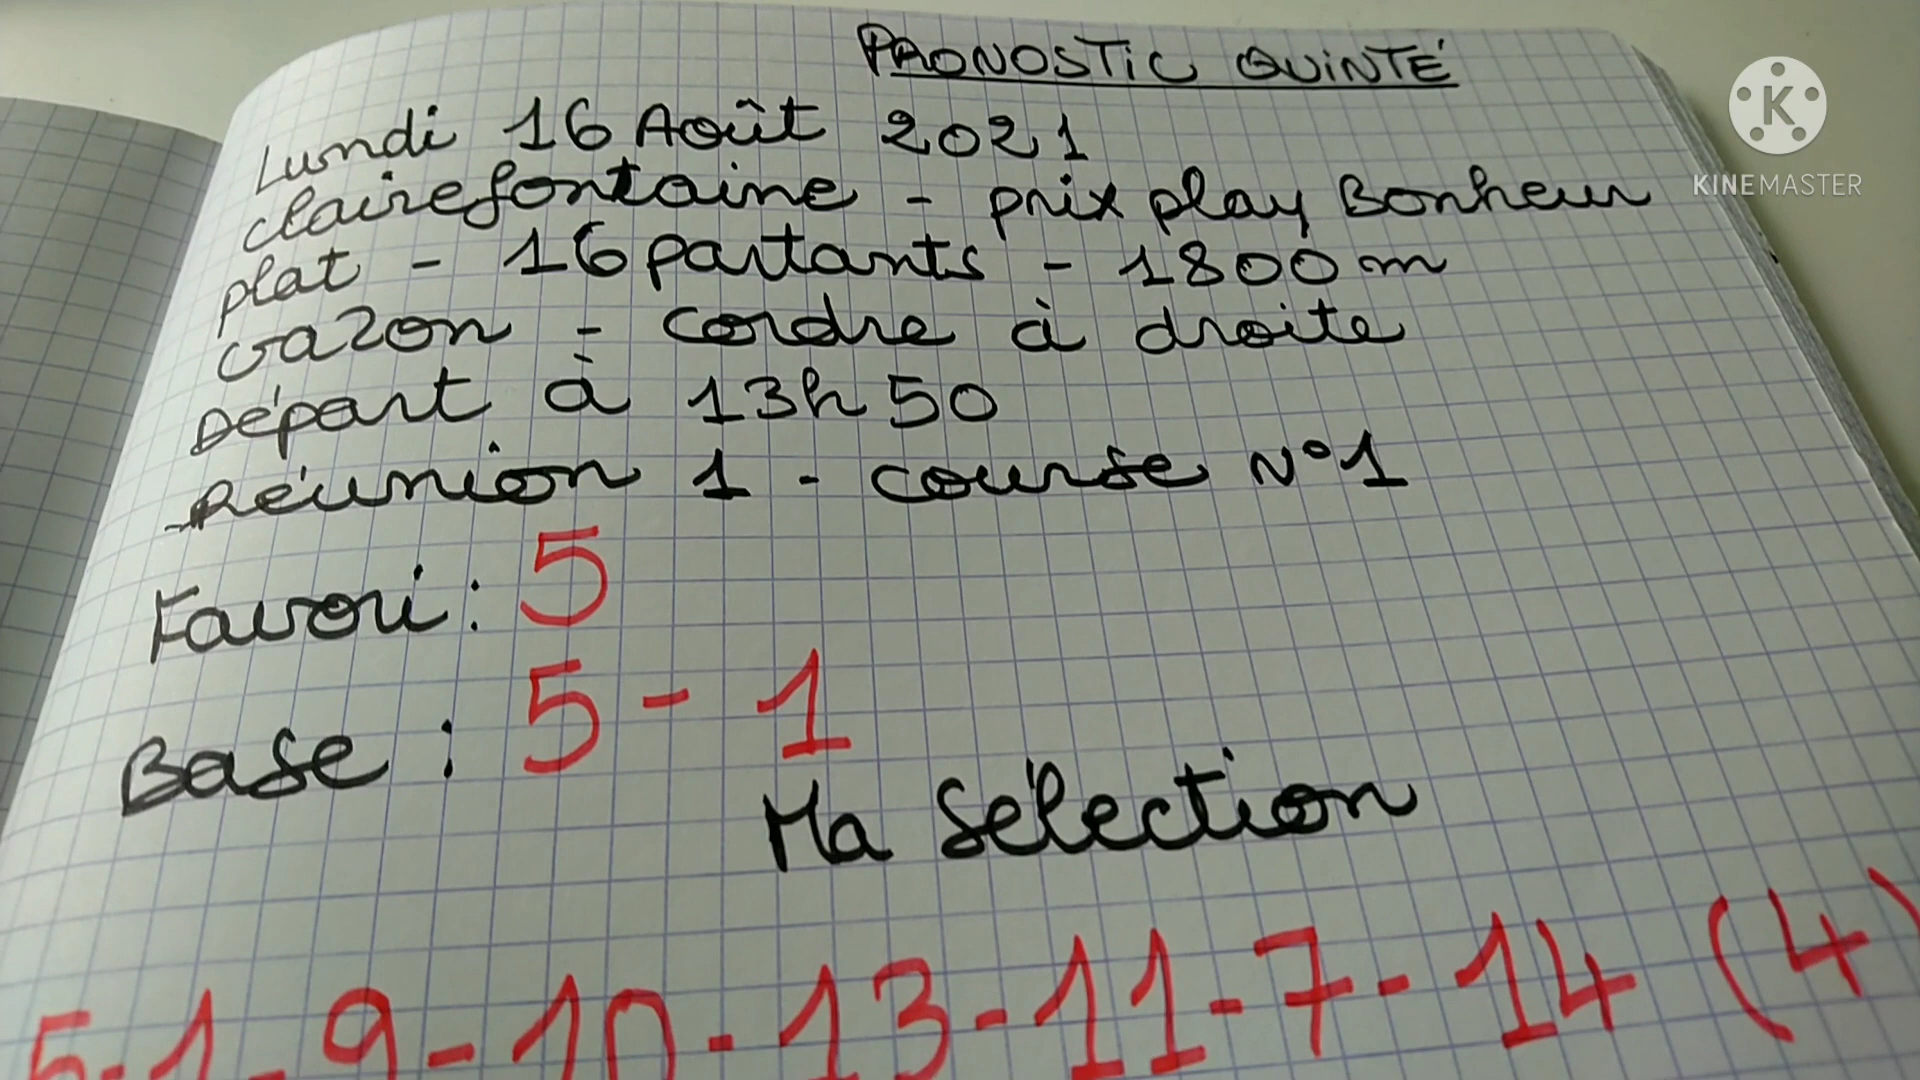 PRONOSTIC QUINTÉ
Lundi 16 Août 2021
clairefontaine - prix play Bonheur
plat - 16 partants - 1800 m
Gazon - corde à droite
Départ à 13h50
Réunion 1 - course N°1
Favori : 5
Base : 5 - 1
Ma Sélection
5-1-9-10-13-11-7-14 (4)
KINEMASTER